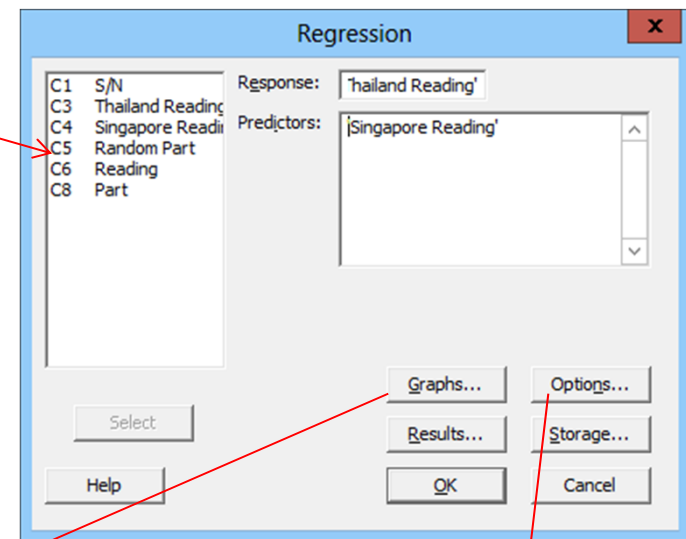 Regression
x
C1 S/N
C3 Thailand Reading
C4 Singapore Readin
C5 Random Part
C6 Reading
C8 Part
Response: 'hailand Reading'
Predictors: 'Singapore Reading'
Graphs... Options...
Select Results... Storage...
Help OK Cancel